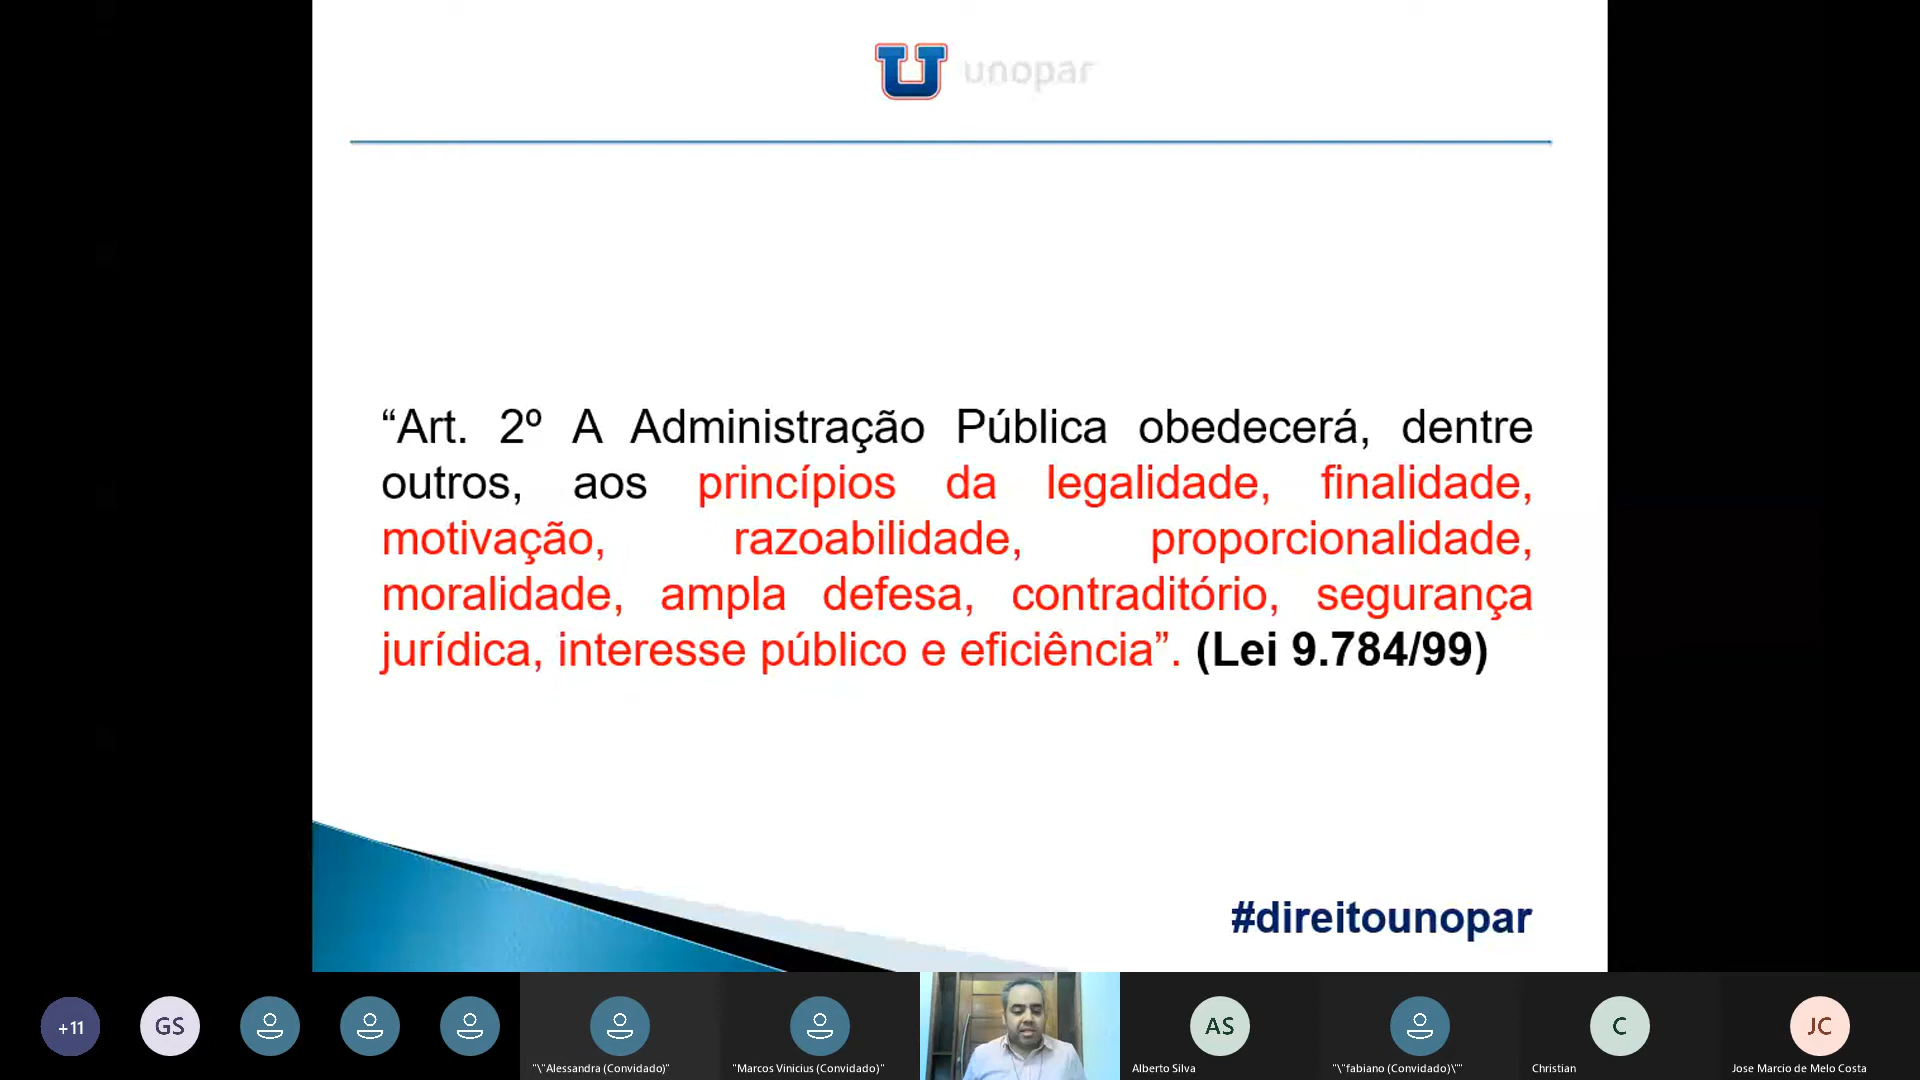 unopar
“Art. 2º A Administração Pública obedecerá, dentre
outros, aos princípios da legalidade, finalidade,
motivação, razoabilidade, proporcionalidade,
moralidade, ampla defesa, contraditório, segurança
jurídica, interesse público e eficiência”. (Lei 9.784/99)
#direitounopar
+11
GS
AS
C
JC
"\"Alessandra (Convidado)"
"Marcos Vinicius (Convidado)"
Alberto Silva
"\"fabiano (Convidado)\""
Christian
Jose Marcio de Melo Costa